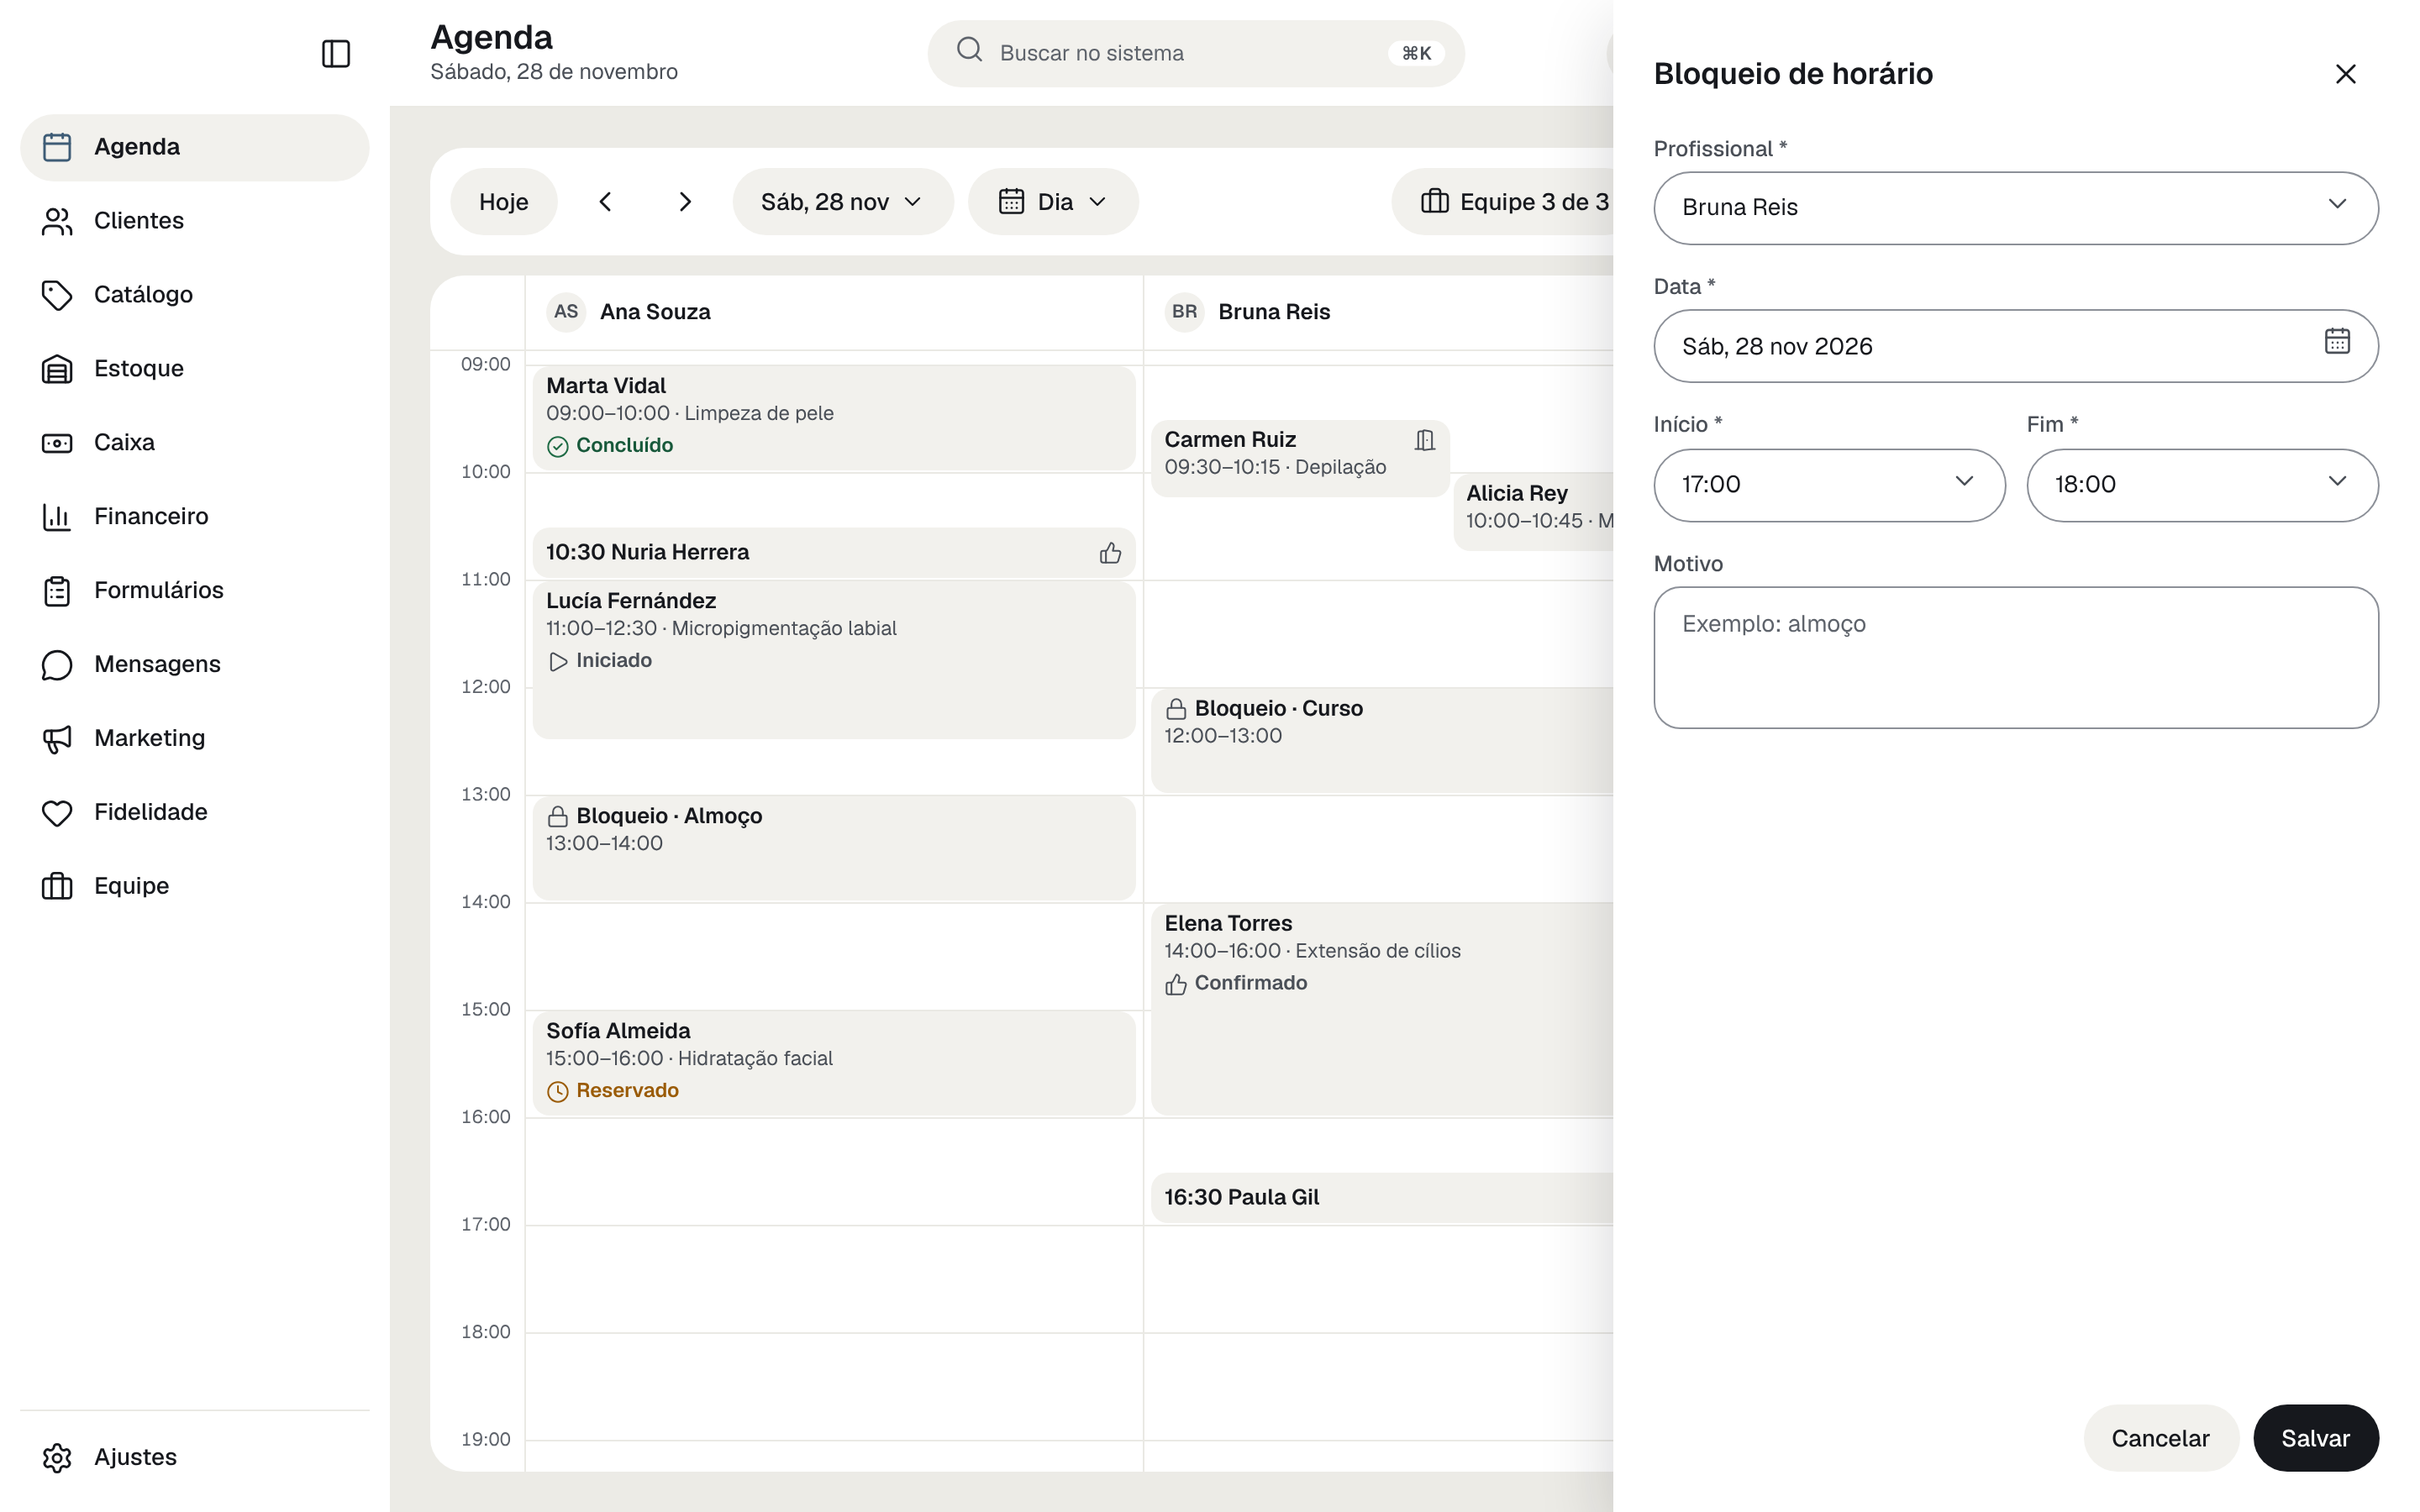 Agenda
Sábado, 28 de novembro
Buscar no sistema
⌘K
Agenda
Clientes
Catálogo
Estoque
Caixa
Financeiro
Formulários
Mensagens
Marketing
Fidelidade
Equipe
Ajustes
Hoje
Sáb, 28 nov
Dia
Equipe 3 de 3
AS Ana Souza
BR Bruna Reis
09:00
10:00
11:00
12:00
13:00
14:00
15:00
16:00
17:00
18:00
19:00
Marta Vidal
09:00–10:00 · Limpeza de pele
Concluído
10:30 Nuria Herrera
Lucía Fernández
11:00–12:30 · Micropigmentação labial
Iniciado
Bloqueio · Almoço
13:00–14:00
Sofía Almeida
15:00–16:00 · Hidratação facial
Reservado
Carmen Ruiz
09:30–10:15 · Depilação
Alicia Rey
10:00–10:45 · M
Bloqueio · Curso
12:00–13:00
Elena Torres
14:00–16:00 · Extensão de cílios
Confirmado
16:30 Paula Gil
Bloqueio de horário
Profissional *
Bruna Reis
Data *
Sáb, 28 nov 2026
Início *
Fim *
17:00
18:00
Motivo
Exemplo: almoço
Cancelar
Salvar